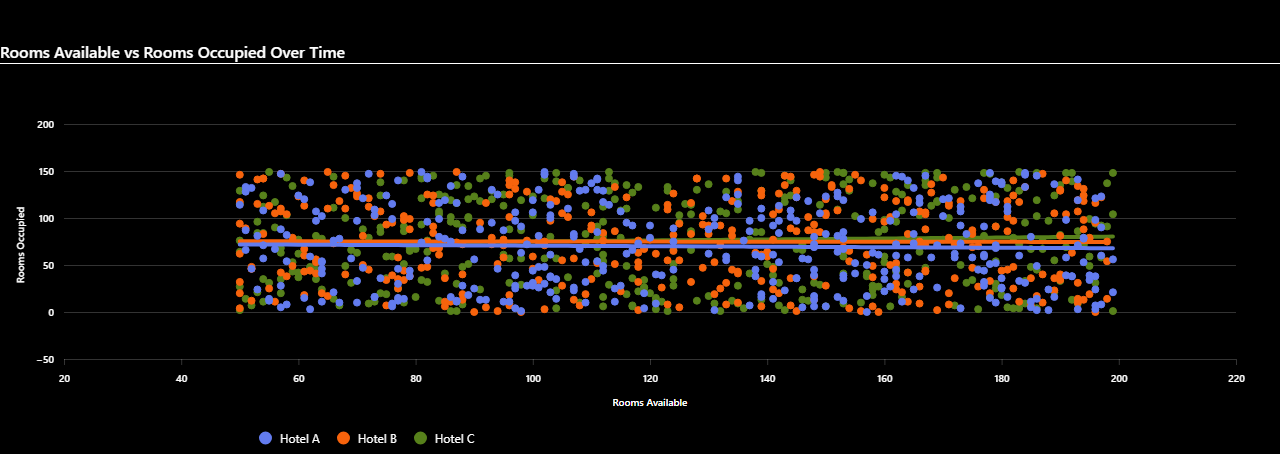 Rooms Available vs Rooms Occupied Over Time
200
150
100
50
0
−50
Rooms Occupied
20 40 60 80 100 120 140 160 180 200 220
Rooms Available
Hotel A Hotel B Hotel C